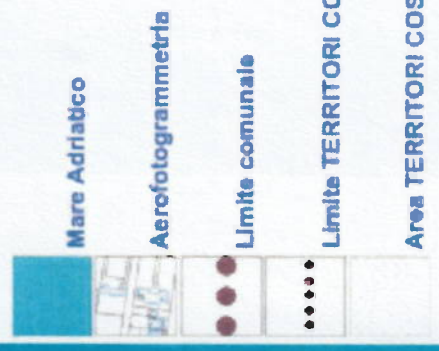 Mare Adriatico
Aerofotogrammetria
Limite comunale
Limite TERRITORI CO
Area TERRITORI COS